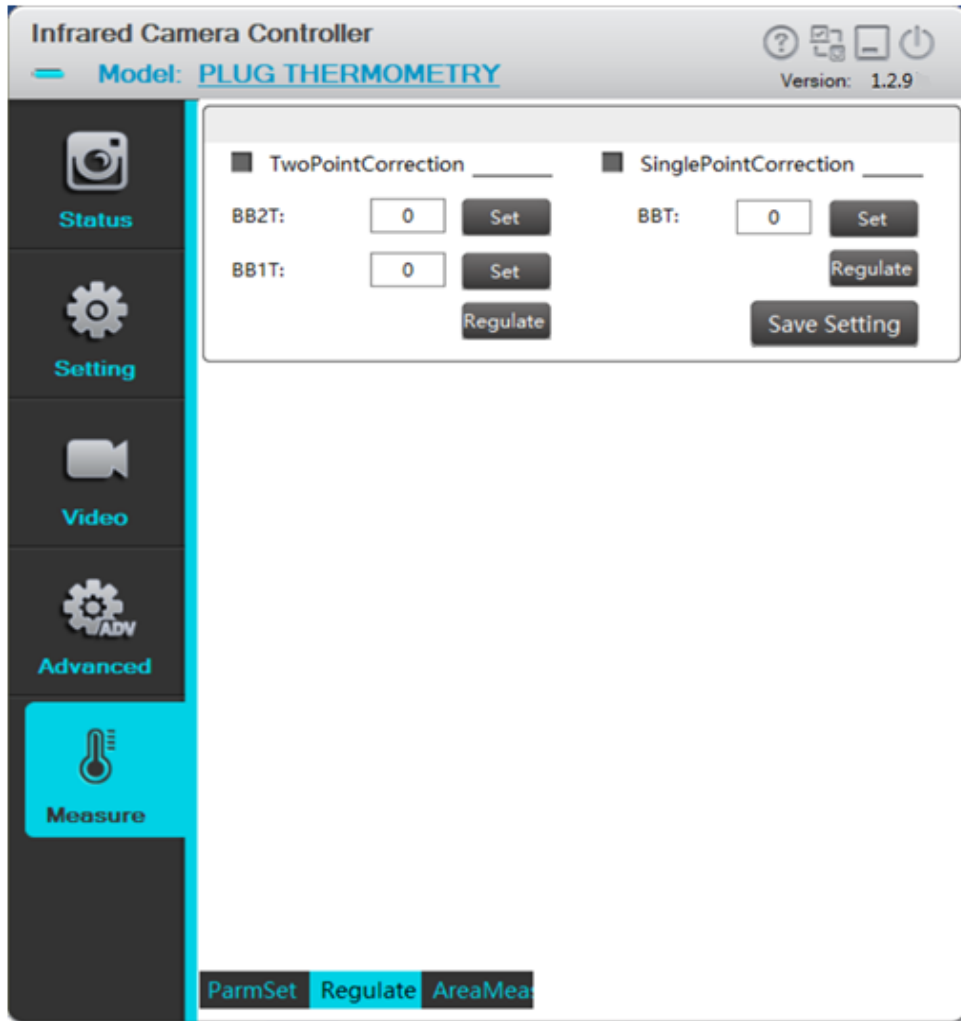 Infrared Camera Controller
Model: PLUG THERMOMETRY
Version: 1.2.9
Status
Setting
Video
ADV
Advanced
Measure
TwoPointCorrection
BB2T: 0 Set
BB1T: 0 Set
Regulate
SinglePointCorrection
BBT: 0 Set
Regulate
Save Setting
ParmSet Regulate AreaMeas